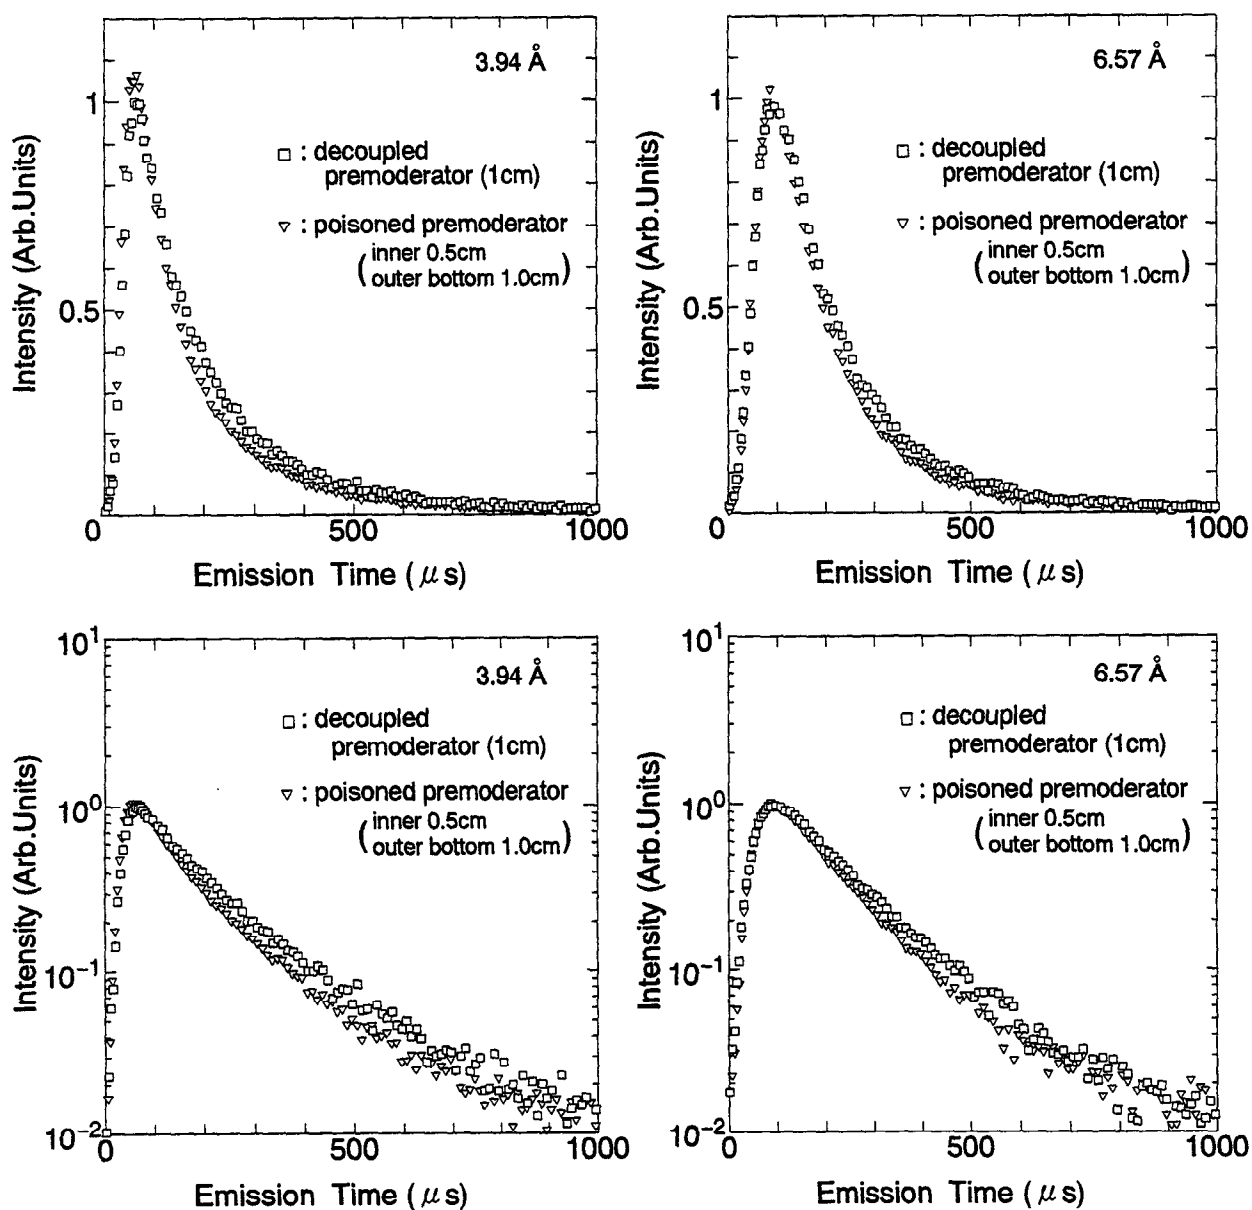 3.94 Å
□ : decoupled
premoderator (1cm)
▽ : poisoned premoderator
( inner 0.5cm
outer bottom 1.0cm )
Intensity (Arb.Units)
1
0.5
0
500
1000
Emission Time ( μs)
6.57 Å
□ : decoupled
premoderator (1cm)
▽ : poisoned premoderator
( inner 0.5cm
outer bottom 1.0cm )
Intensity (Arb.Units)
1
0.5
0
500
1000
Emission Time ( μs)
3.94 Å
□ : decoupled
premoderator (1cm)
▽ : poisoned premoderator
( inner 0.5cm
outer bottom 1.0cm )
Intensity (Arb.Units)
10¹
10⁰
10⁻¹
10⁻²
0
500
1000
Emission Time ( μs)
6.57 Å
□ : decoupled
premoderator (1cm)
▽ : poisoned premoderator
( inner 0.5cm
outer bottom 1.0cm )
Intensity (Arb.Units)
10¹
10⁰
10⁻¹
10⁻²
0
500
1000
Emission Time ( μs)